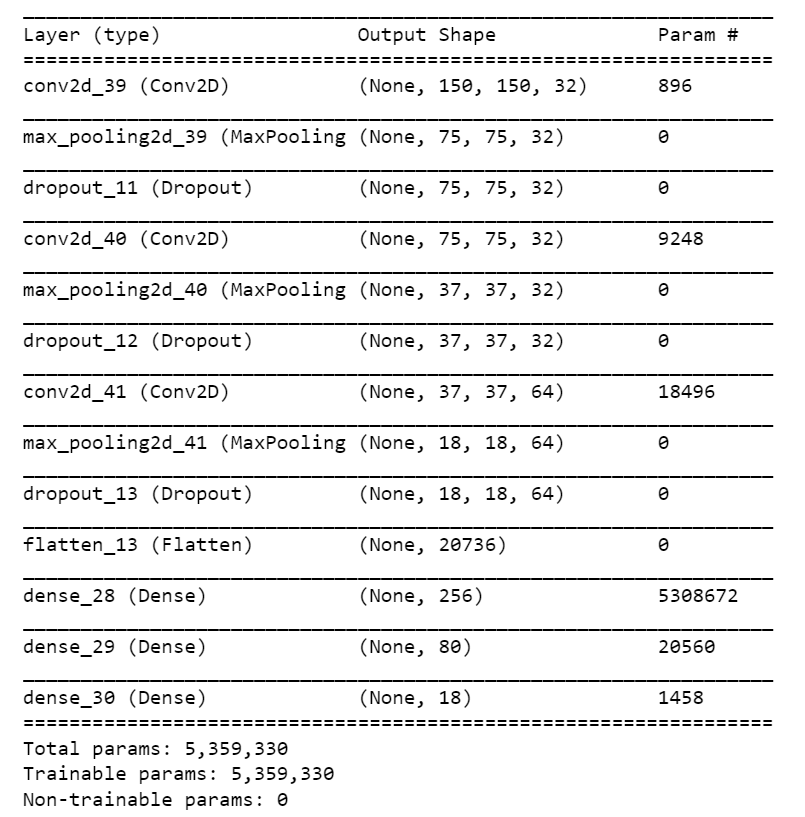 Layer (type) Output Shape Param #
=================================================================
conv2d_39 (Conv2D) (None, 150, 150, 32) 896
max_pooling2d_39 (MaxPooling (None, 75, 75, 32) 0
dropout_11 (Dropout) (None, 75, 75, 32) 0
conv2d_40 (Conv2D) (None, 75, 75, 32) 9248
max_pooling2d_40 (MaxPooling (None, 37, 37, 32) 0
dropout_12 (Dropout) (None, 37, 37, 32) 0
conv2d_41 (Conv2D) (None, 37, 37, 64) 18496
max_pooling2d_41 (MaxPooling (None, 18, 18, 64) 0
dropout_13 (Dropout) (None, 18, 18, 64) 0
flatten_13 (Flatten) (None, 20736) 0
dense_28 (Dense) (None, 256) 5308672
dense_29 (Dense) (None, 80) 20560
dense_30 (Dense) (None, 18) 1458
=================================================================
Total params: 5,359,330
Trainable params: 5,359,330
Non-trainable params: 0